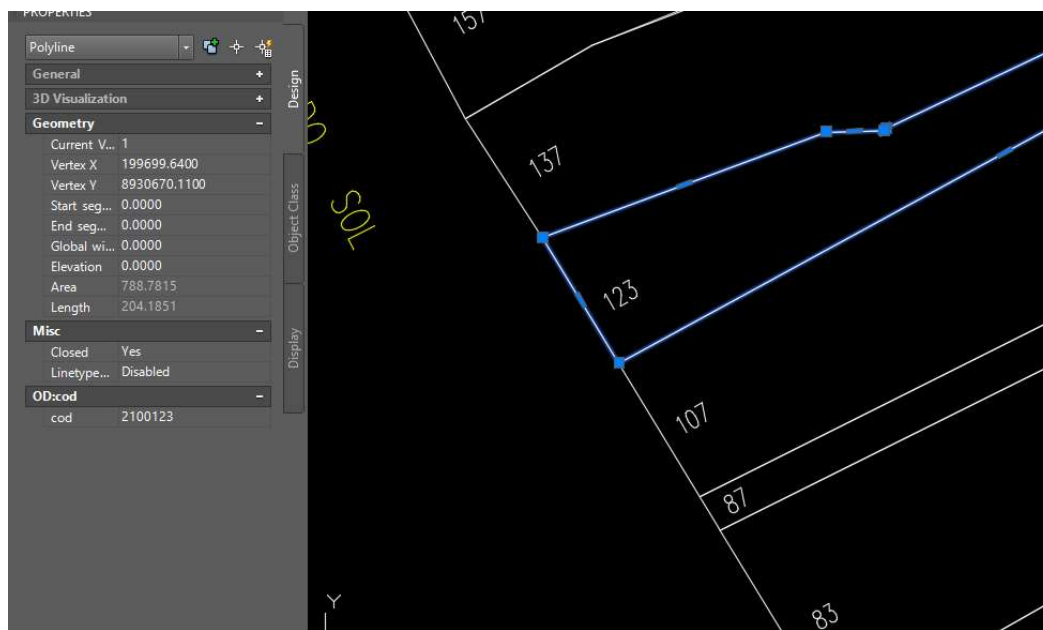 PROPERTIES
Polyline
General
3D Visualization
Geometry
Current V... 1
Vertex X 199699.6400
Vertex Y 8930670.1100
Start seg... 0.0000
End seg... 0.0000
Global wi... 0.0000
Elevation 0.0000
Area 788.7815
Length 204.1851
Misc
Closed Yes
Linetype... Disabled
OD:cod
cod 2100123
Design
Object Class
Display
157
137
SOL
123
107
87
83
Y